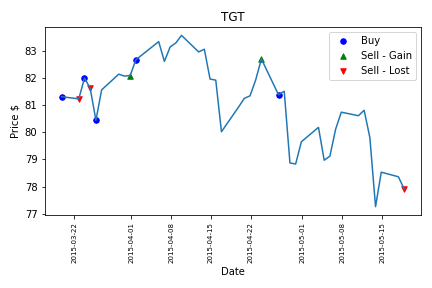 TGT
Buy
Sell - Gain
Sell - Lost
Price $
83
82
81
80
79
78
77
2015-03-22
2015-04-01
2015-04-08
2015-04-15
2015-04-22
2015-05-01
2015-05-08
2015-05-15
Date